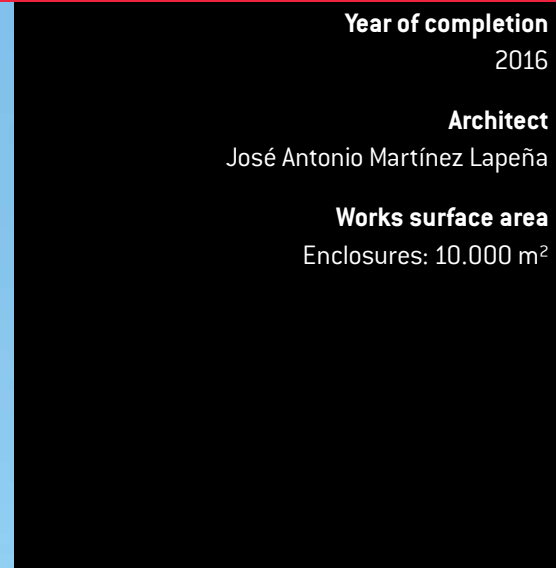 Year of completion
2016
Architect
José Antonio Martínez Lapeña
Works surface area
Enclosures: 10.000 m²